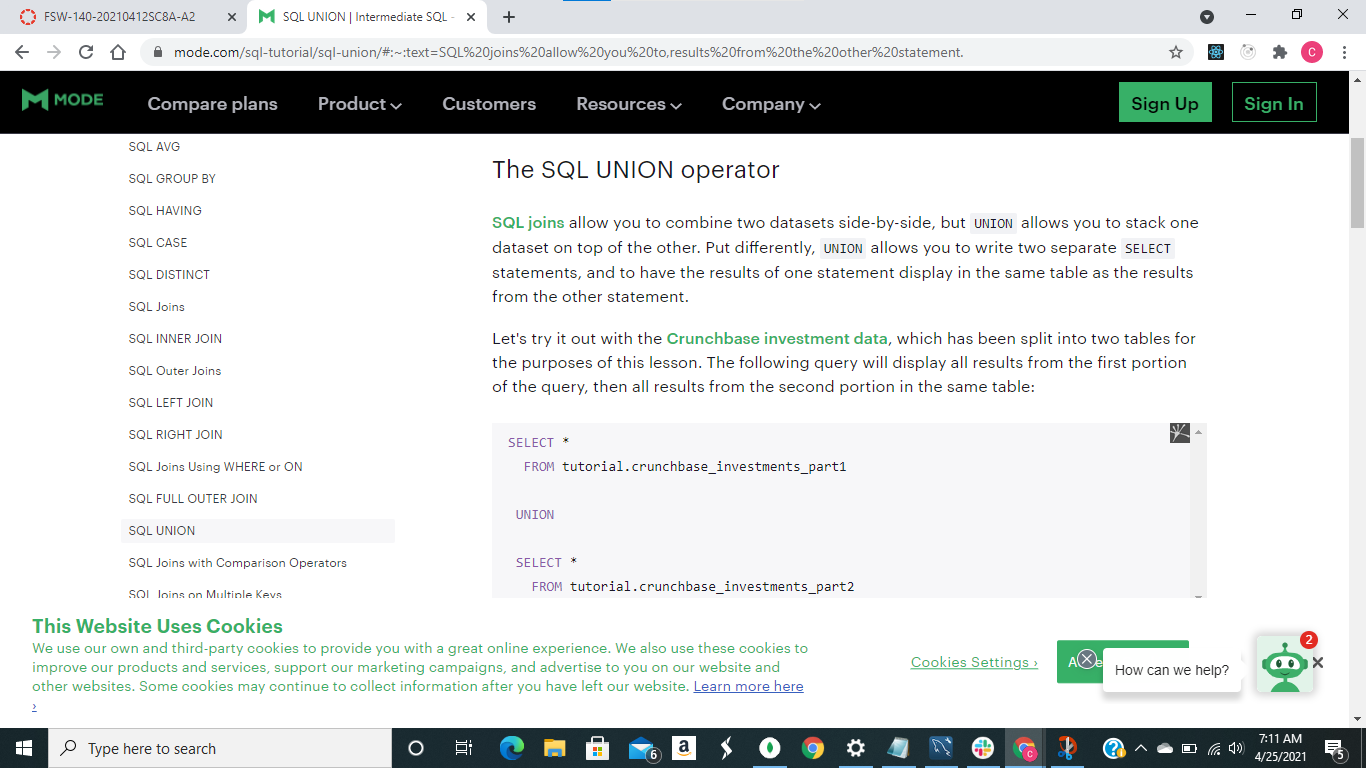 FSW-140-20210412SC8A-A2
SQL UNION | Intermediate SQL -
mode.com/sql-tutorial/sql-union/#:~:text=SQL%20joins%20allow%20you%20to,results%20from%20the%20other%20statement.
C
MODE
Compare plans
Product
Customers
Resources
Company
Sign Up
Sign In
SQL AVG
SQL GROUP BY
SQL HAVING
SQL CASE
SQL DISTINCT
SQL Joins
SQL INNER JOIN
SQL Outer Joins
SQL LEFT JOIN
SQL RIGHT JOIN
SQL Joins Using WHERE or ON
SQL FULL OUTER JOIN
SQL UNION
SQL Joins with Comparison Operators
SQL Joins on Multiple Keys
The SQL UNION operator
SQL joins allow you to combine two datasets side-by-side, but UNION allows you to stack one
dataset on top of the other. Put differently, UNION allows you to write two separate SELECT
statements, and to have the results of one statement display in the same table as the results
from the other statement.
Let's try it out with the Crunchbase investment data, which has been split into two tables for
the purposes of this lesson. The following query will display all results from the first portion
of the query, then all results from the second portion in the same table:
SELECT *
FROM tutorial.crunchbase_investments_part1
UNION
SELECT *
FROM tutorial.crunchbase_investments_part2
This Website Uses Cookies
We use our own and third-party cookies to provide you with a great online experience. We also use these cookies to
improve our products and services, support our marketing campaigns, and advertise to you on our website and
other websites. Some cookies may continue to collect information after you have left our website. Learn more here
›
Cookies Settings ›
How can we help?
2
Type here to search
6
a
C
7:11 AM
4/25/2021
5